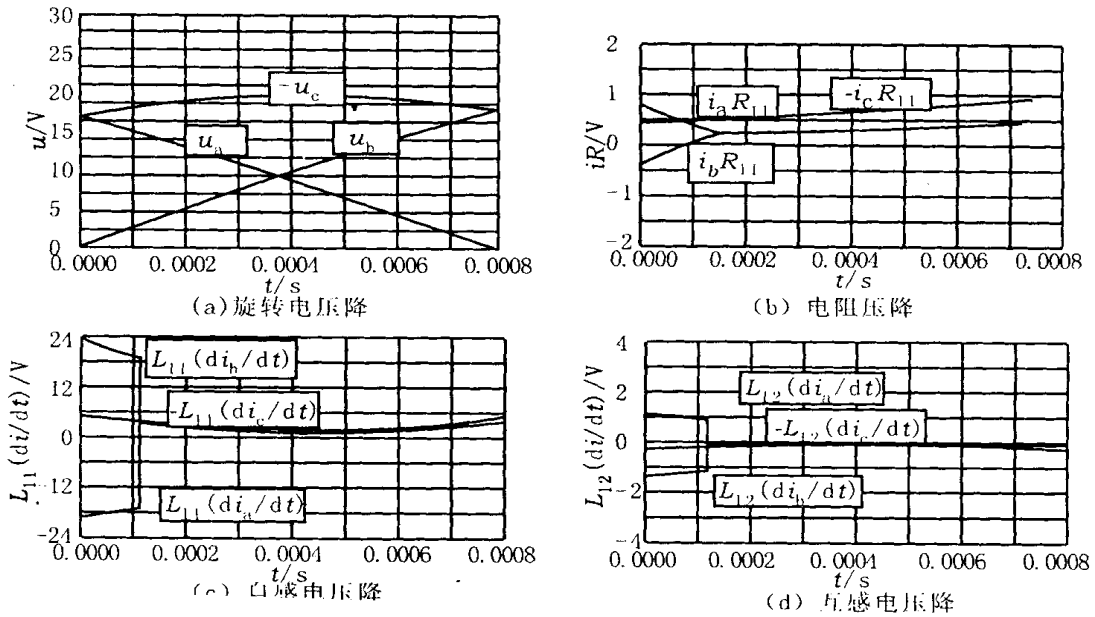 30
25
20
15
10
5
0
u/V
-u_c
u_a
u_b
0.0000 0.0002 0.0004 0.0006 0.0008
t/s
(a)旋转电压降
2
1
0
-1
-2
iR/V
i_a R_11
-i_c R_11
i_b R_11
0.0000 0.0002 0.0004 0.0006 0.0008
t/s
(b) 电阻压降
24
12
0
-12
-24
L_11(di/dt)/V
L_11(di_b/dt)
-L_11(di_c/dt)
L_11(di_a/dt)
0.0000 0.0002 0.0004 0.0006 0.0008
t/s
(c) 自感电压降
4
2
0
-2
-4
L_12(di/dt)/V
L_12(di_a/dt)
-L_12(di_c/dt)
L_12(di_b/dt)
0.0000 0.0002 0.0004 0.0006 0.0008
t/s
(d) 互感电压降